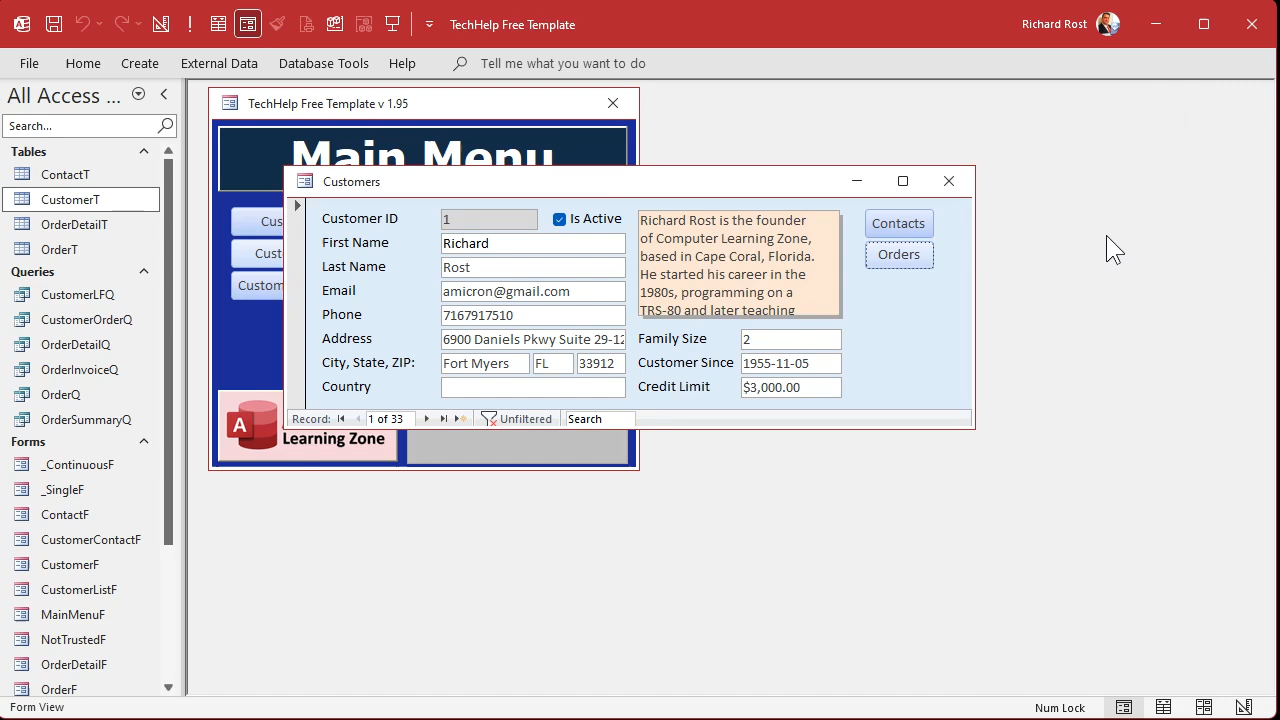 TechHelp Free Template
Richard Rost
File Home Create External Data Database Tools Help Tell me what you want to do
All Access ...
Search...
Tables
ContactT
CustomerT
OrderDetailT
OrderT
Queries
CustomerLFQ
CustomerOrderQ
OrderDetailQ
OrderInvoiceQ
OrderQ
OrderSummaryQ
Forms
_ContinuousF
_SingleF
ContactF
CustomerContactF
CustomerF
CustomerListF
MainMenuF
NotTrustedF
OrderDetailF
OrderF
TechHelp Free Template v 1.95
Main Menu
Cus
Cust
Custom
A
Learning Zone
Customers
Customer ID 1 Is Active
First Name Richard
Last Name Rost
Email amicron@gmail.com
Phone 7167917510
Address 6900 Daniels Pkwy Suite 29-12
City, State, ZIP: Fort Myers FL 33912
Country
Richard Rost is the founder
of Computer Learning Zone,
based in Cape Coral, Florida.
He started his career in the
1980s, programming on a
TRS-80 and later teaching
Family Size 2
Customer Since 1955-11-05
Credit Limit $3,000.00
Contacts
Orders
Record: 1 of 33 Unfiltered Search
Form View
Num Lock